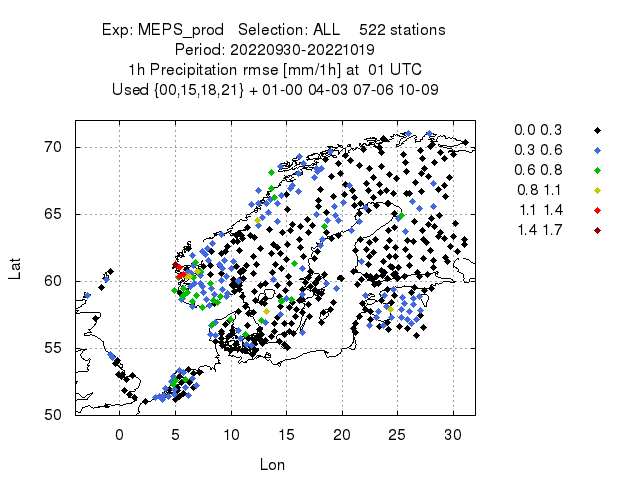 Exp: MEPS_prod Selection: ALL 522 stations
Period: 20220930-20221019
1h Precipitation rmse [mm/1h] at 01 UTC
Used {00,15,18,21} + 01-00 04-03 07-06 10-09
0.0 0.3
0.3 0.6
0.6 0.8
0.8 1.1
1.1 1.4
1.4 1.7
Lat
70
65
60
55
50
0 5 10 15 20 25 30
Lon